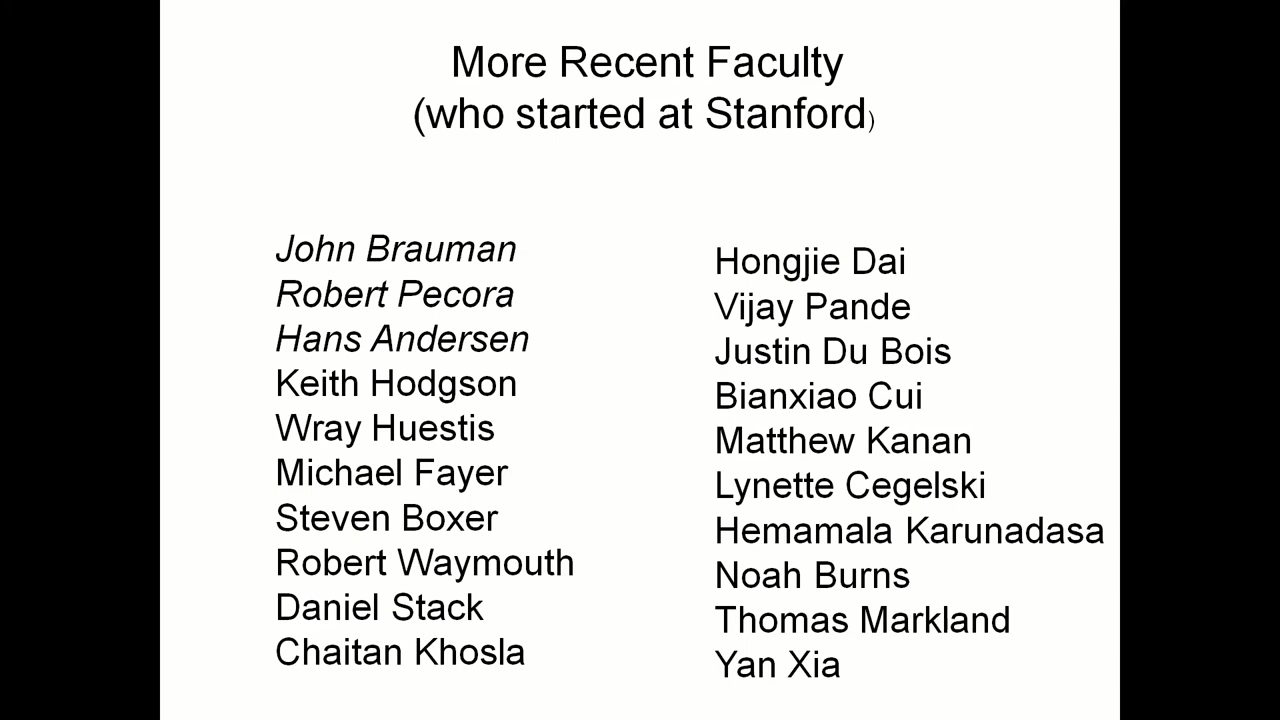 More Recent Faculty
(who started at Stanford)
John Brauman
Robert Pecora
Hans Andersen
Keith Hodgson
Wray Huestis
Michael Fayer
Steven Boxer
Robert Waymouth
Daniel Stack
Chaitan Khosla
Hongjie Dai
Vijay Pande
Justin Du Bois
Bianxiao Cui
Matthew Kanan
Lynette Cegelski
Hemamala Karunadasa
Noah Burns
Thomas Markland
Yan Xia